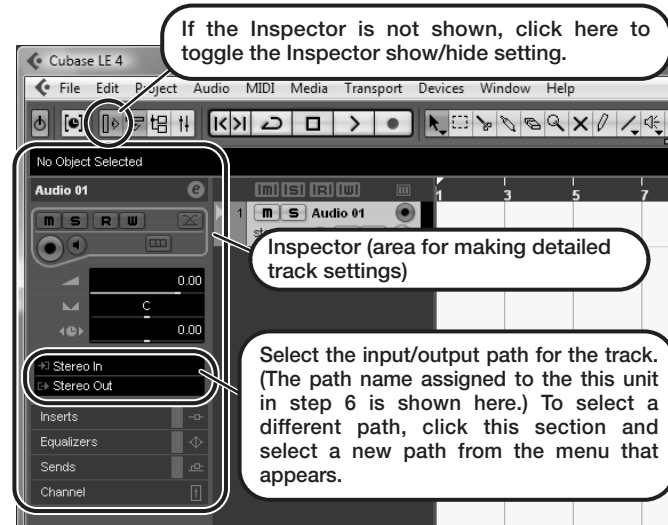 If the Inspector is not shown, click here to
toggle the Inspector show/hide setting.
Cubase LE 4
File Edit Project Audio MIDI Media Transport Devices Window Help
No Object Selected
Audio 01 e
m S R W
0.00
C
0.00
Stereo In
Stereo Out
Inserts
Equalizers
Sends
Channel
m S R W
1 3 5 7
1 m S Audio 01
Inspector (area for making detailed
track settings)
Select the input/output path for the track.
(The path name assigned to the this unit
in step 6 is shown here.) To select a
different path, click this section and
select a new path from the menu that
appears.